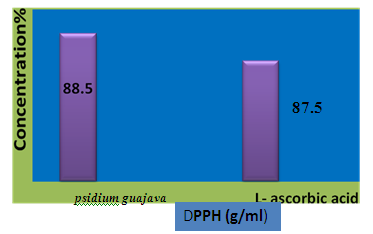 Concentration%
88.5
87.5
psidium guajava
L- ascorbic acid
DPPH (g/ml)